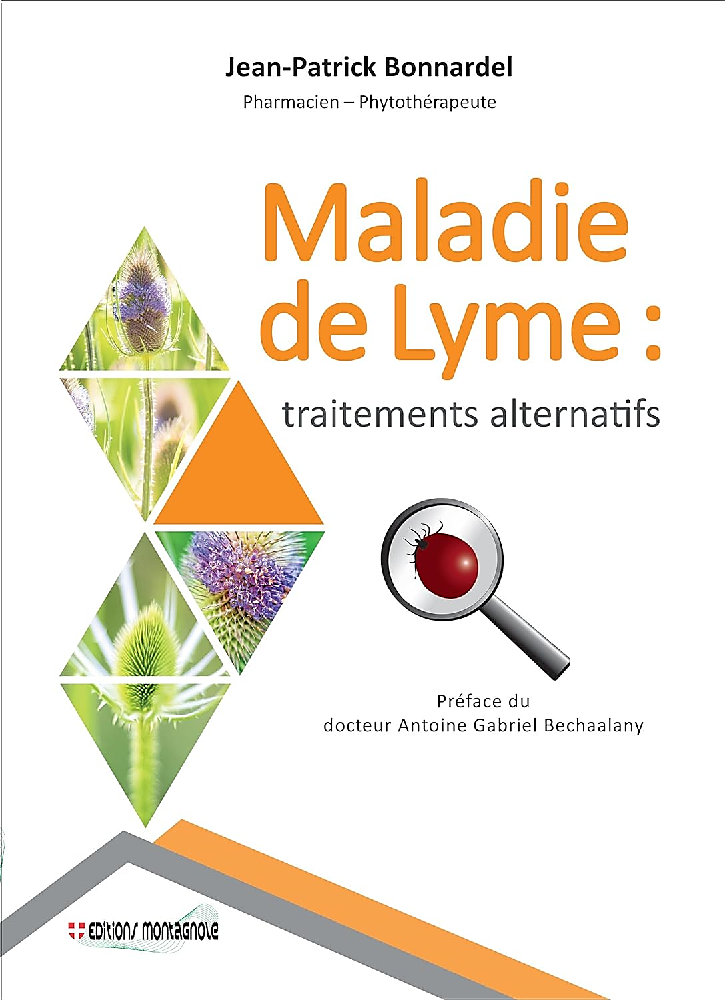 Jean-Patrick Bonnardel
Pharmacien – Phytothérapeute
Maladie
de Lyme :
traitements alternatifs
Préface du
docteur Antoine Gabriel Bechaalany
EDITIONS MONTAGNOLE